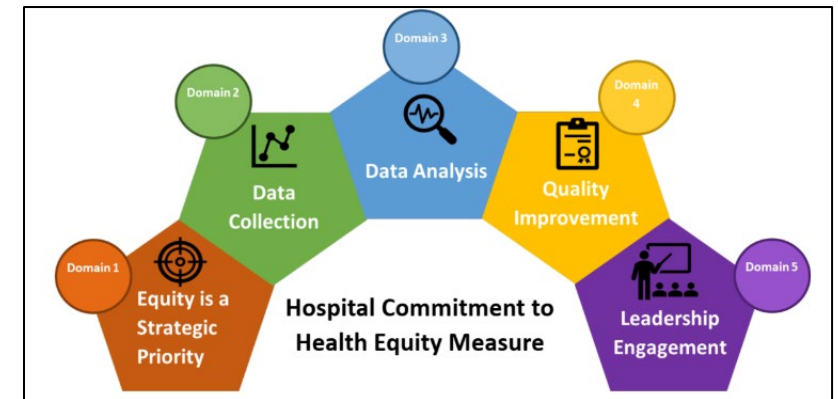 Domain 1
Equity is a
Strategic
Priority
Domain 2
Data
Collection
Domain 3
Data Analysis
Domain
4
Quality
Improvement
Domain 5
Leadership
Engagement
Hospital Commitment to
Health Equity Measure